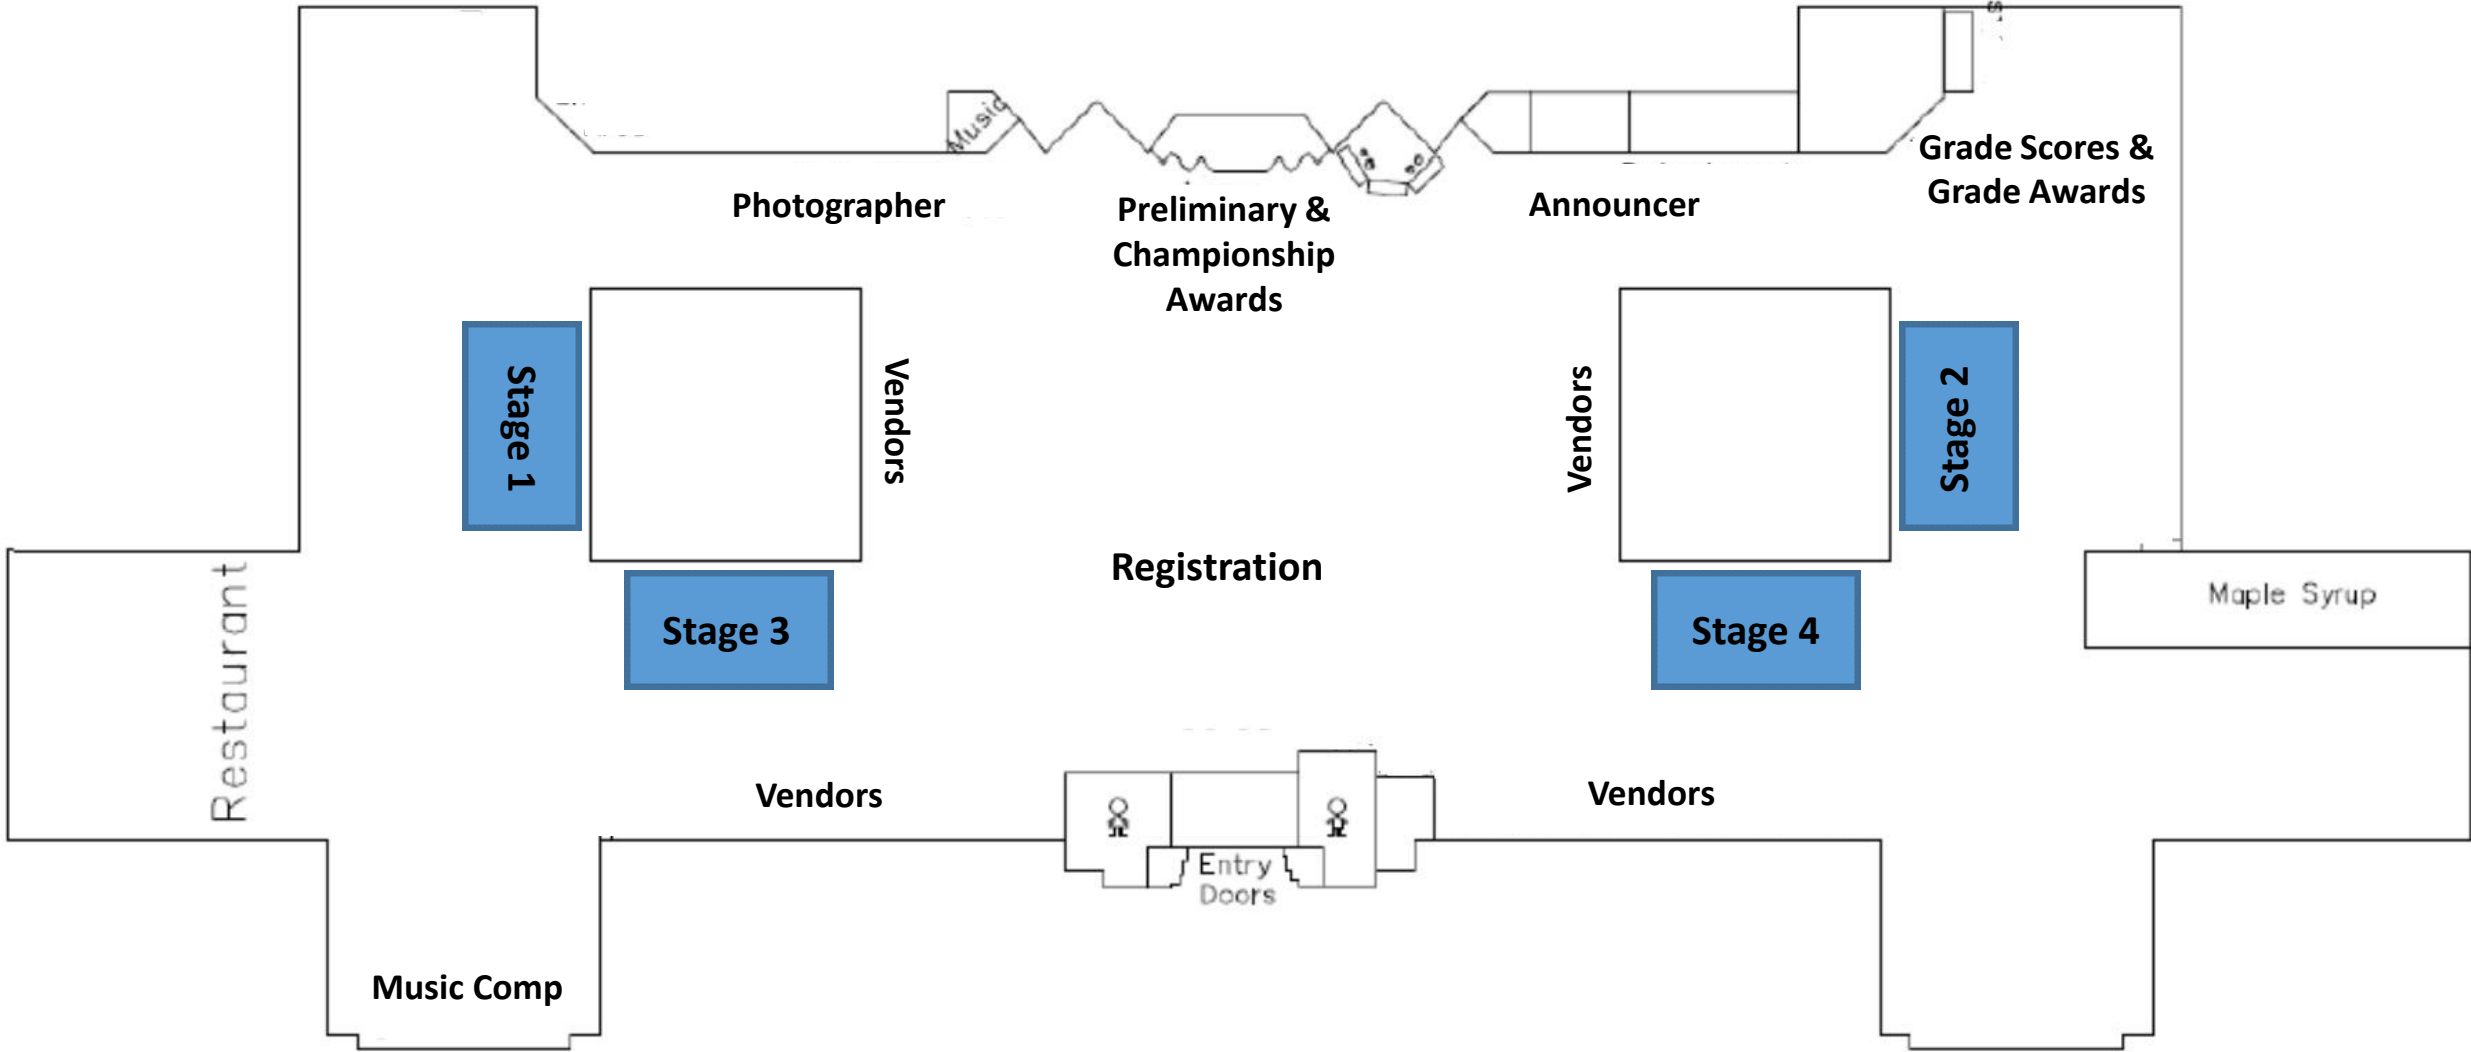 Music
Grade Scores &
Grade Awards
Photographer
Preliminary &
Championship
Awards
Announcer
Stage 1
Vendors
Vendors
Stage 2
Registration
Restaurant
Maple Syrup
Stage 3
Stage 4
Vendors
Vendors
Entry
Doors
Music Comp